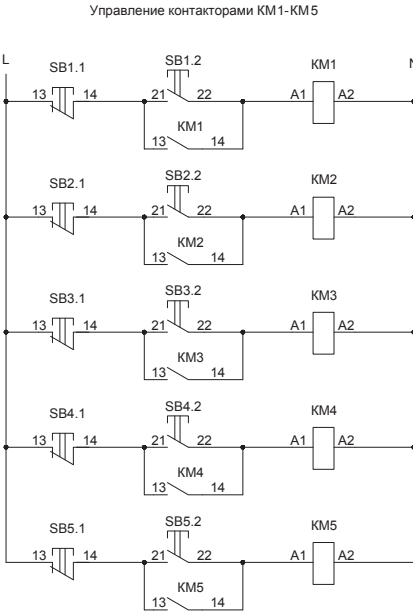 Управление контакторами КМ1-КМ5
L
N
SB1.1
SB1.2
КМ1
13 14 21 22 A1 A2
КМ1
13 14
SB2.1
SB2.2
КМ2
13 14 21 22 A1 A2
КМ2
13 14
SB3.1
SB3.2
КМ3
13 14 21 22 A1 A2
КМ3
13 14
SB4.1
SB4.2
КМ4
13 14 21 22 A1 A2
КМ4
13 14
SB5.1
SB5.2
КМ5
13 14 21 22 A1 A2
КМ5
13 14